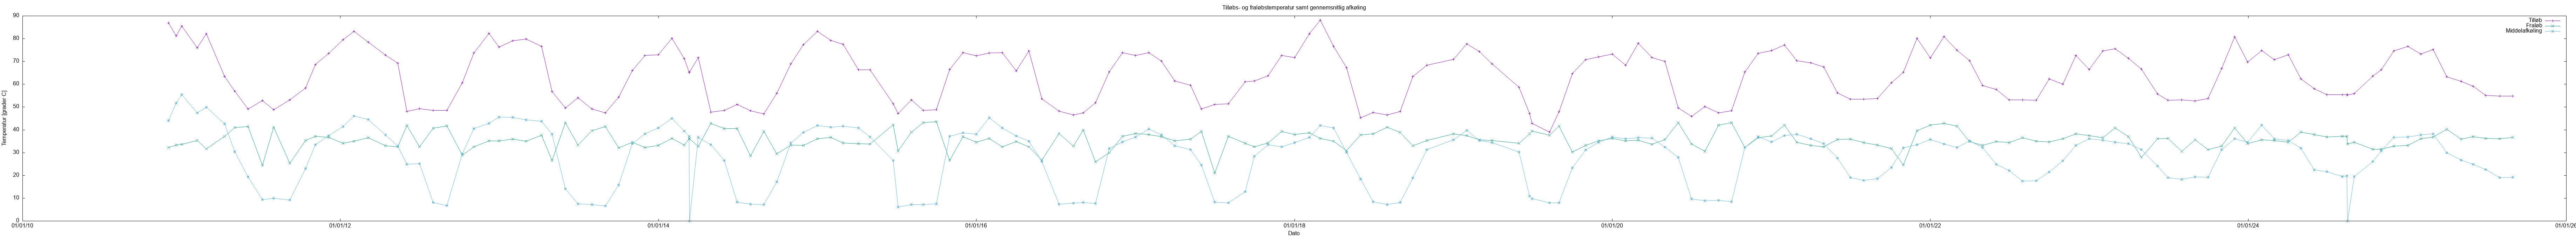 Tilløbs- og fraløbstemperatur samt gennemsnitlig afkøling
Temperatur [grader C]
90
80
70
60
50
40
30
20
10
0
Tilløb
Fraløb
Middelafkøling
01/01/10 01/01/12 01/01/14 01/01/16 01/01/18 01/01/20 01/01/22 01/01/24 01/01/26
Dato